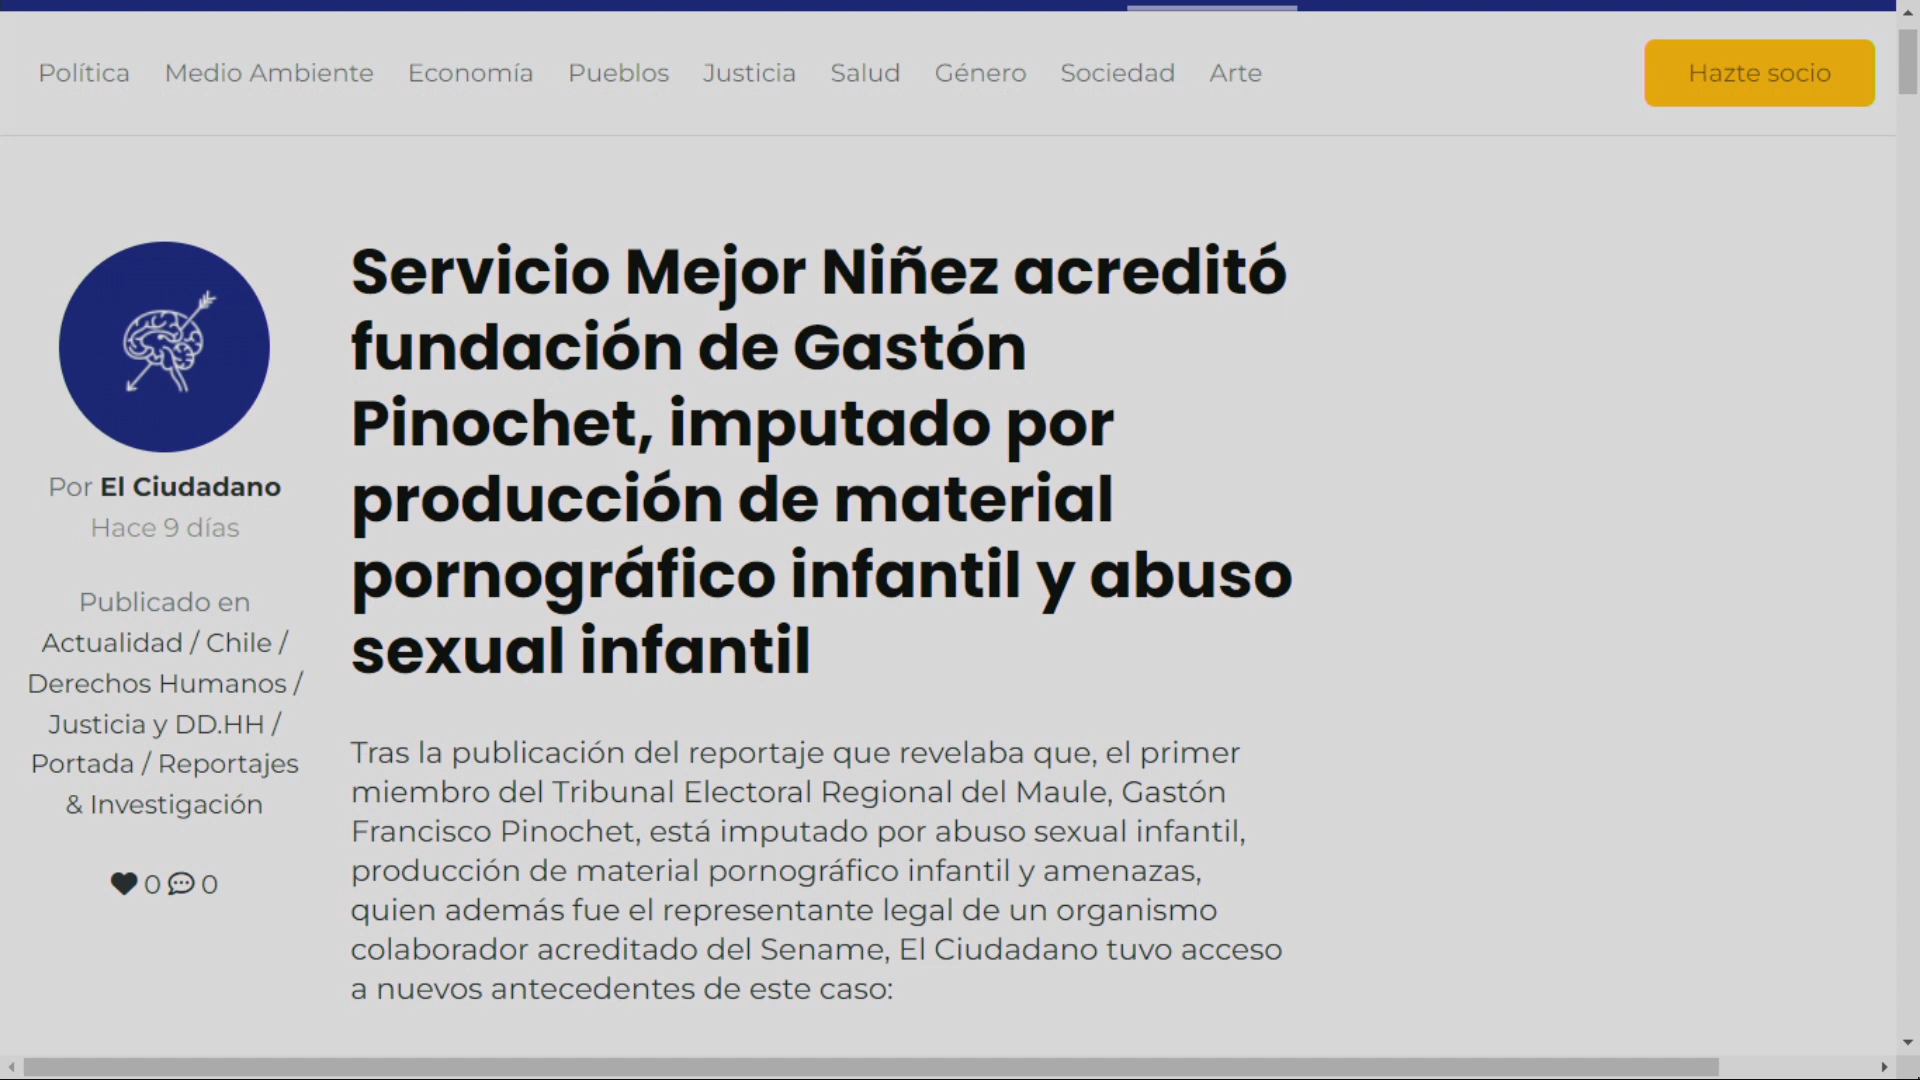 Política Medio Ambiente Economía Pueblos Justicia Salud Género Sociedad Arte Hazte socio
Por El Ciudadano
Hace 9 días
Publicado en
Actualidad / Chile /
Derechos Humanos /
Justicia y DD.HH /
Portada / Reportajes
& Investigación
0 0
Servicio Mejor Niñez acreditó
fundación de Gastón
Pinochet, imputado por
producción de material
pornográfico infantil y abuso
sexual infantil
Tras la publicación del reportaje que revelaba que, el primer
miembro del Tribunal Electoral Regional del Maule, Gastón
Francisco Pinochet, está imputado por abuso sexual infantil,
producción de material pornográfico infantil y amenazas,
quien además fue el representante legal de un organismo
colaborador acreditado del Sename, El Ciudadano tuvo acceso
a nuevos antecedentes de este caso: